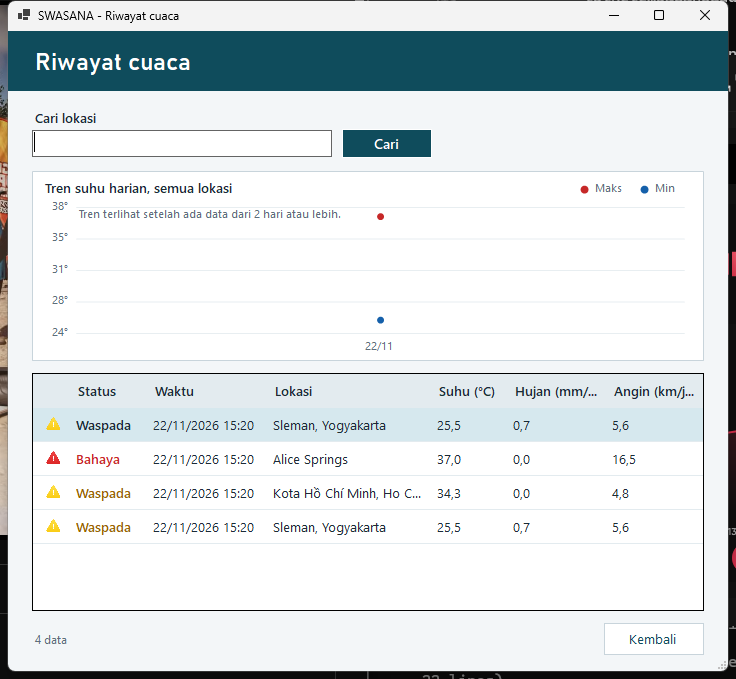 SWASANA - Riwayat cuaca
Riwayat cuaca
Cari lokasi
Cari
Tren suhu harian, semua lokasi
Maks
Min
38°
Tren terlihat setelah ada data dari 2 hari atau lebih.
35°
31°
28°
24°
22/11
Status Waktu Lokasi Suhu (°C) Hujan (mm/... Angin (km/j...
Waspada 22/11/2026 15:20 Sleman, Yogyakarta 25,5 0,7 5,6
Bahaya 22/11/2026 15:20 Alice Springs 37,0 0,0 16,5
Waspada 22/11/2026 15:20 Kota Hồ Chí Minh, Ho C... 34,3 0,0 4,8
Waspada 22/11/2026 15:20 Sleman, Yogyakarta 25,5 0,7 5,6
4 data
Kembali